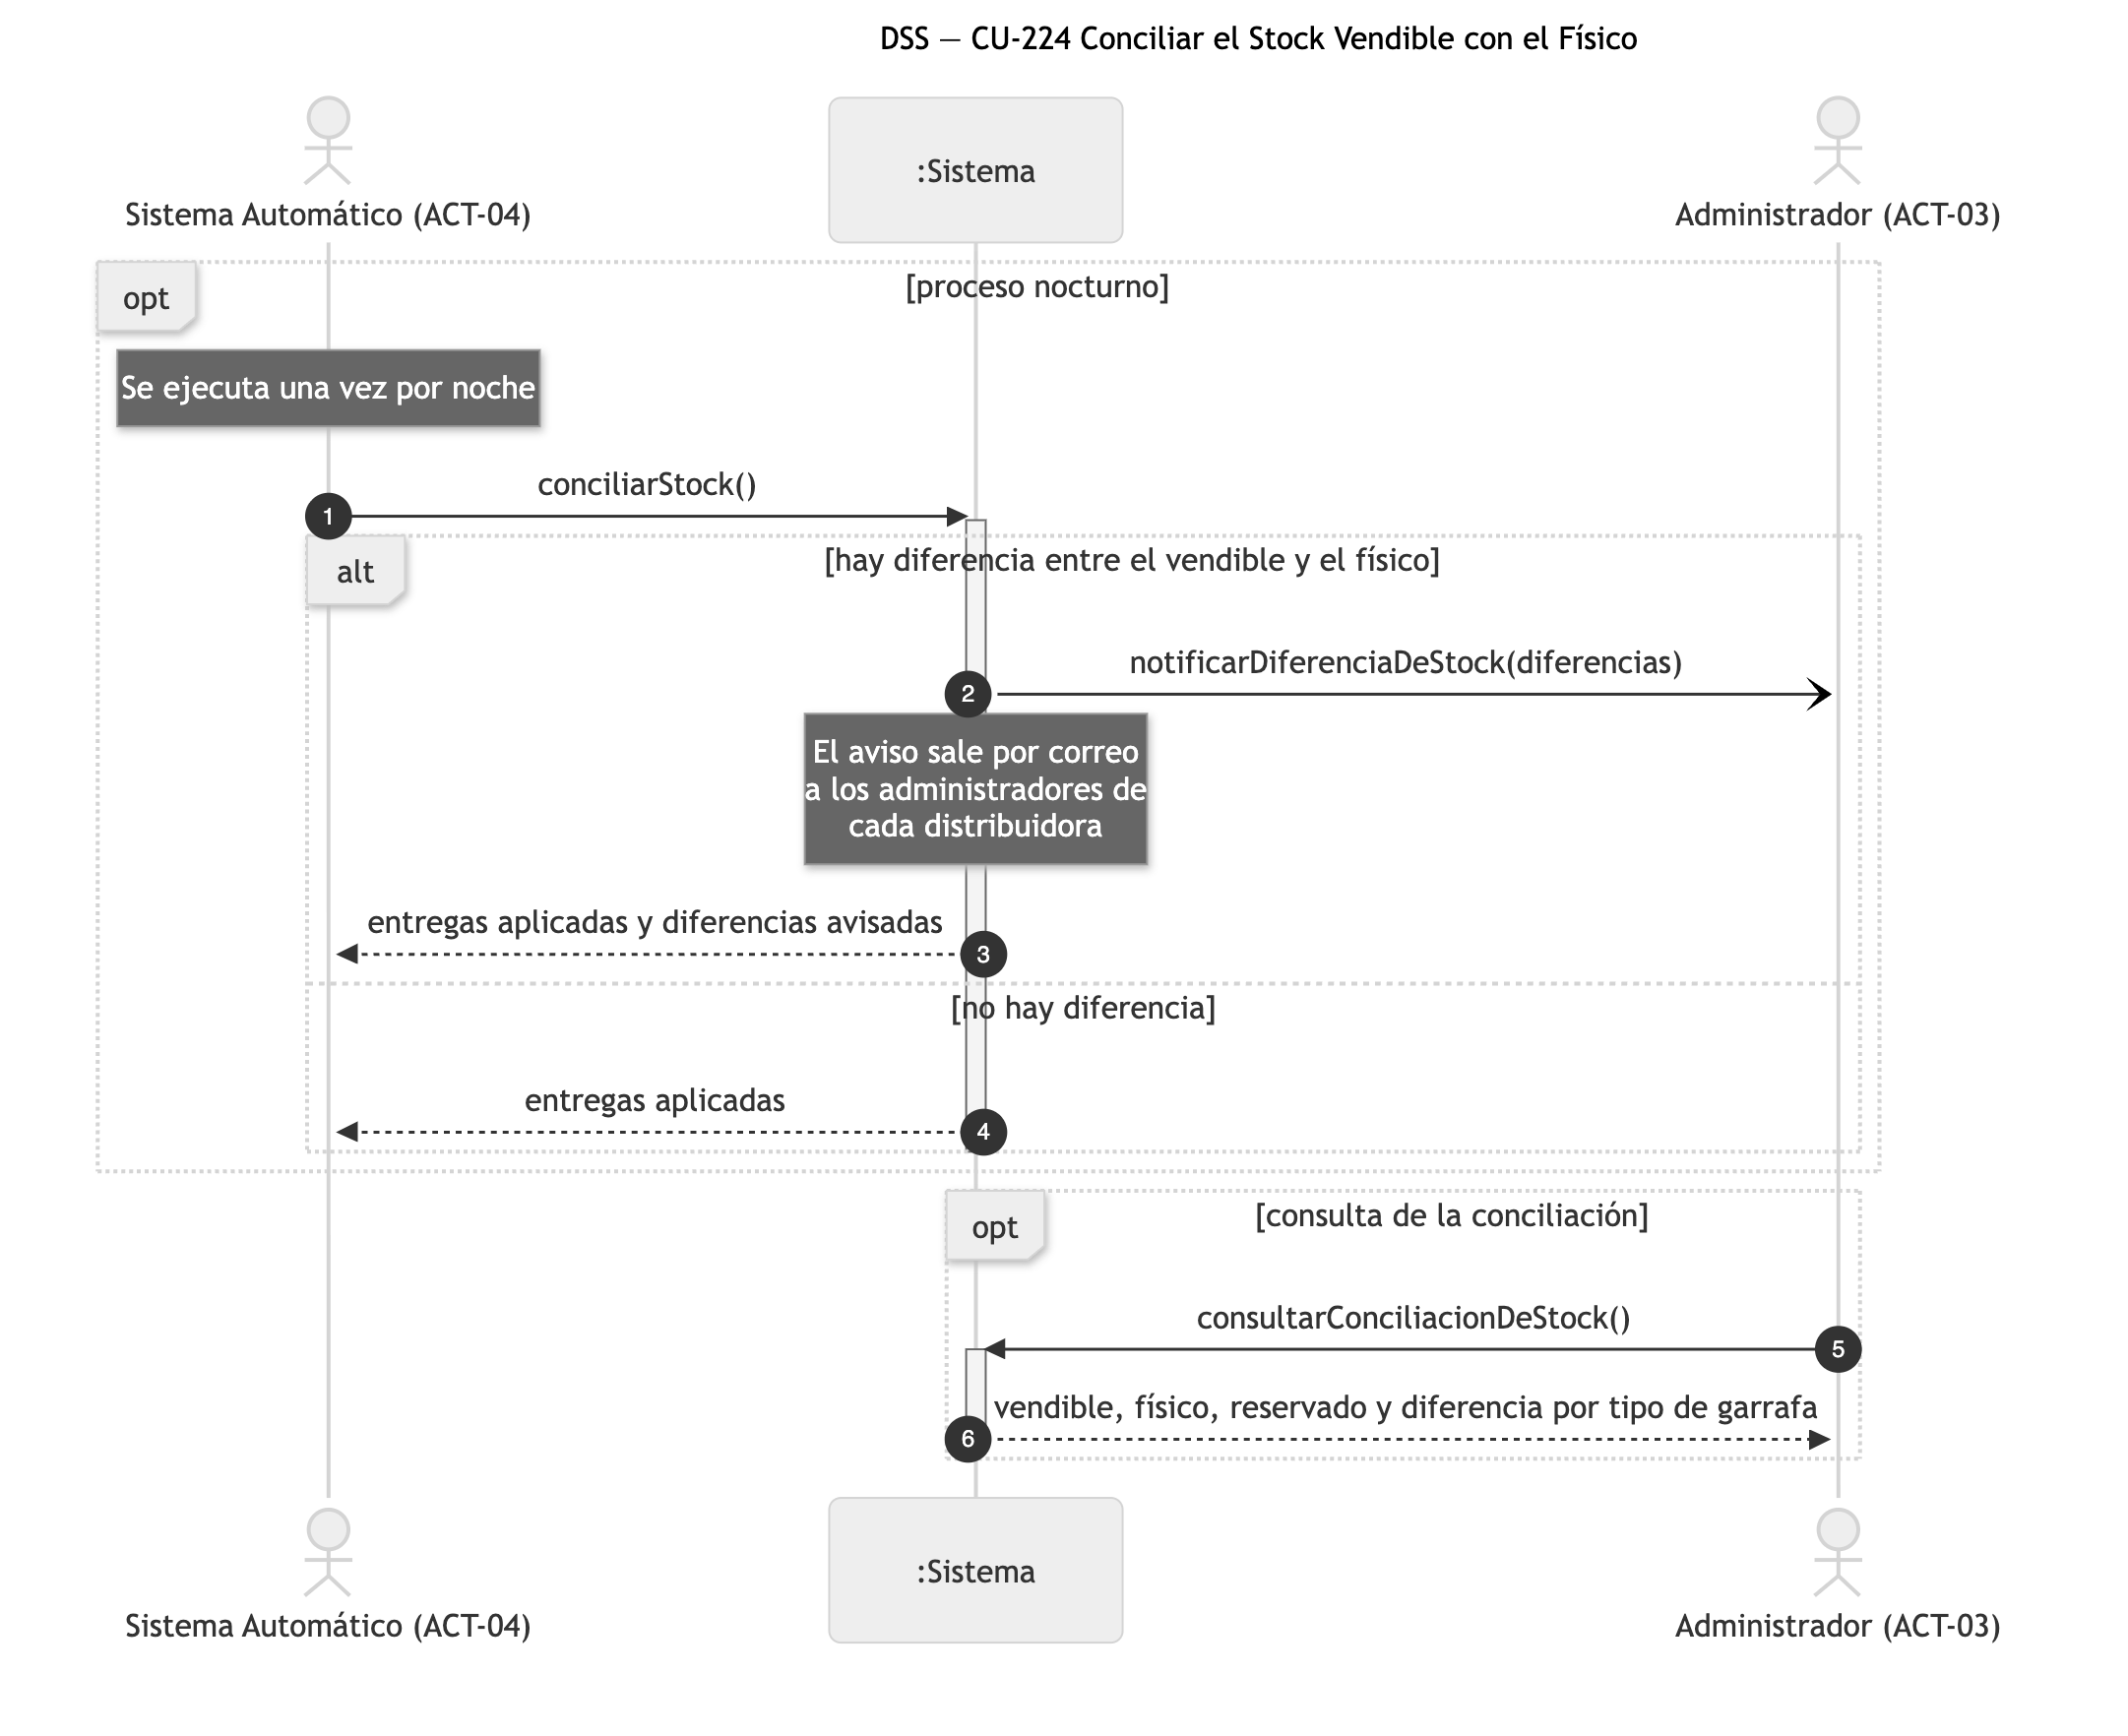 DSS — CU-224 Conciliar el Stock Vendible con el Físico
Sistema Automático (ACT-04)
:Sistema
Administrador (ACT-03)
opt
[proceso nocturno]
Se ejecuta una vez por noche
conciliarStock()
1
alt
[hay diferencia entre el vendible y el físico]
notificarDiferenciaDeStock(diferencias)
2
El aviso sale por correo
a los administradores de
cada distribuidora
entregas aplicadas y diferencias avisadas
3
[no hay diferencia]
entregas aplicadas
4
opt
[consulta de la conciliación]
consultarConciliacionDeStock()
5
vendible, físico, reservado y diferencia por tipo de garrafa
6
Sistema Automático (ACT-04)
:Sistema
Administrador (ACT-03)